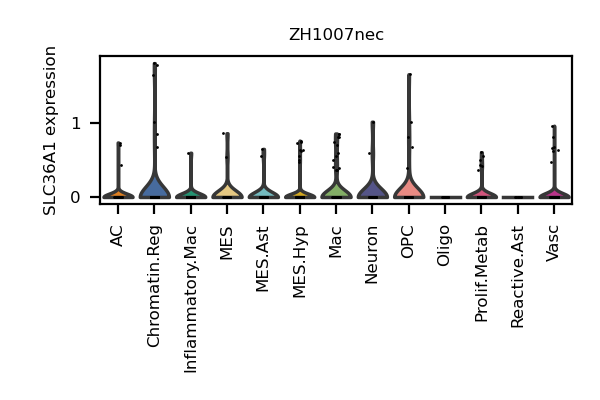 ZH1007nec
SLC36A1 expression
1
0
AC
Chromatin.Reg
Inflammatory.Mac
MES
MES.Ast
MES.Hyp
Mac
Neuron
OPC
Oligo
Prolif.Metab
Reactive.Ast
Vasc